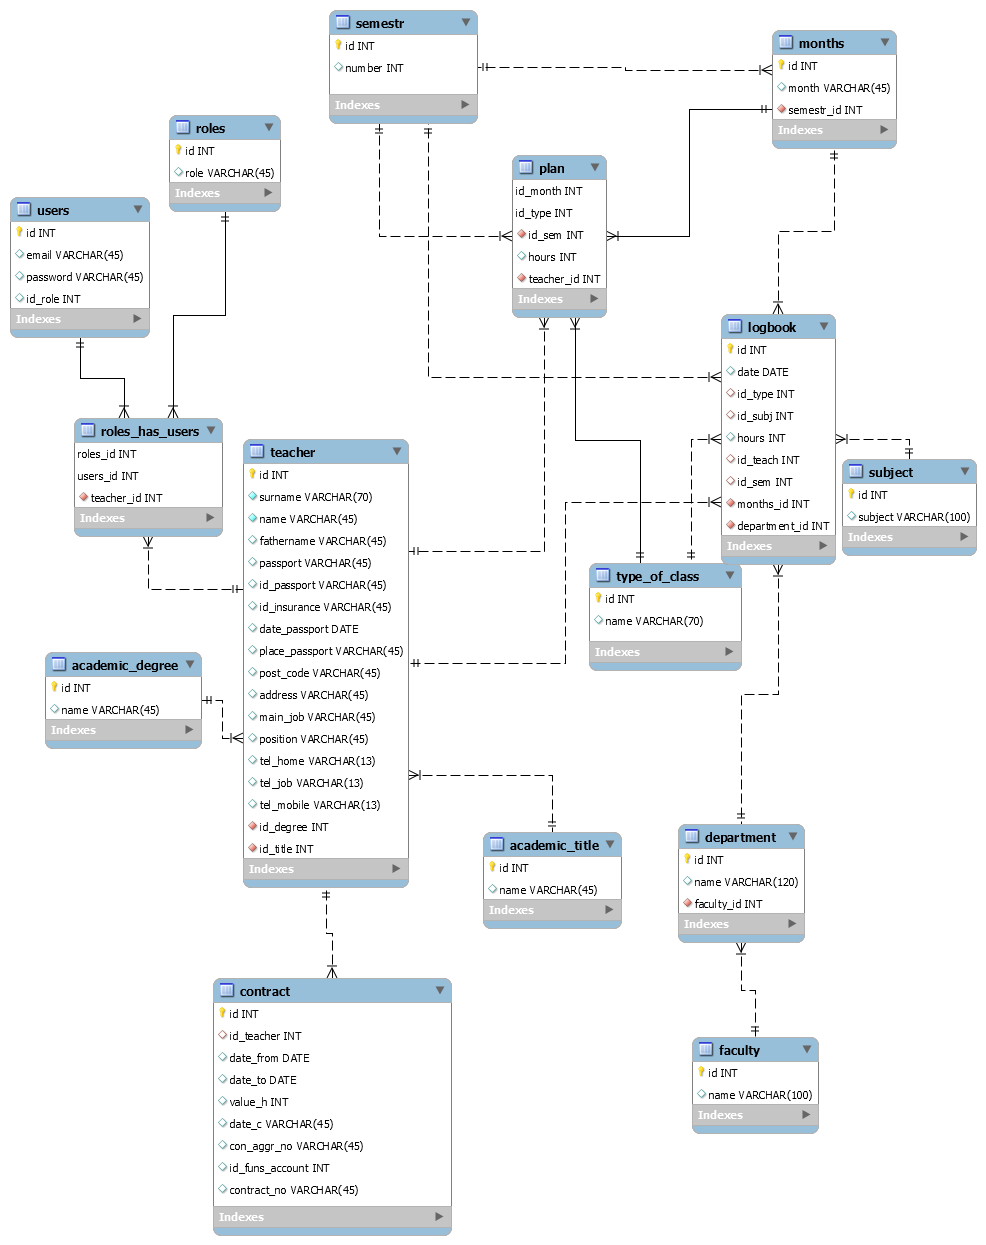 semestr
id INT
number INT
Indexes
months
id INT
month VARCHAR(45)
semestr_id INT
Indexes
roles
id INT
role VARCHAR(45)
Indexes
plan
id_month INT
id_type INT
id_sem INT
hours INT
teacher_id INT
Indexes
users
id INT
email VARCHAR(45)
password VARCHAR(45)
id_role INT
Indexes
logbook
id INT
date DATE
id_type INT
id_subj INT
hours INT
id_teach INT
id_sem INT
months_id INT
department_id INT
Indexes
roles_has_users
roles_id INT
users_id INT
teacher_id INT
Indexes
teacher
id INT
surname VARCHAR(70)
name VARCHAR(45)
fathername VARCHAR(45)
passport VARCHAR(45)
id_passport VARCHAR(45)
id_insurance VARCHAR(45)
date_passport DATE
place_passport VARCHAR(45)
post_code VARCHAR(45)
address VARCHAR(45)
main_job VARCHAR(45)
position VARCHAR(45)
tel_home VARCHAR(13)
tel_job VARCHAR(13)
tel_mobile VARCHAR(13)
id_degree INT
id_title INT
Indexes
subject
id INT
subject VARCHAR(100)
Indexes
type_of_class
id INT
name VARCHAR(70)
Indexes
academic_degree
id INT
name VARCHAR(45)
Indexes
academic_title
id INT
name VARCHAR(45)
Indexes
department
id INT
name VARCHAR(120)
faculty_id INT
Indexes
contract
id INT
id_teacher INT
date_from DATE
date_to DATE
value_h INT
date_c VARCHAR(45)
con_aggr_no VARCHAR(45)
id_funs_account INT
contract_no VARCHAR(45)
Indexes
faculty
id INT
name VARCHAR(100)
Indexes